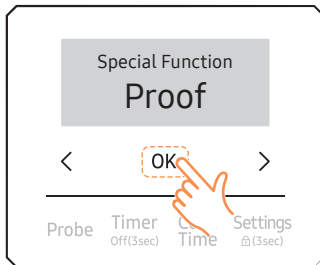 Special Function
Proof
< OK >
Probe Timer Settings
Off(3sec) Time (3sec)